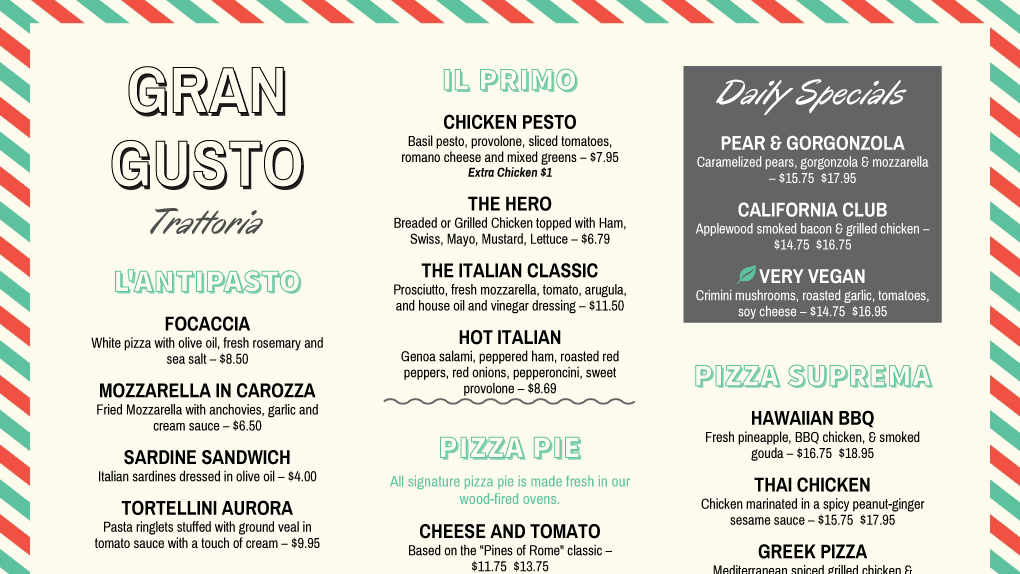 GRAN
GUSTO
Trattoria
L'ANTIPASTO
FOCACCIA
White pizza with olive oil, fresh rosemary and
sea salt – $8.50
MOZZARELLA IN CAROZZA
Fried Mozzarella with anchovies, garlic and
cream sauce – $6.50
SARDINE SANDWICH
Italian sardines dressed in olive oil – $4.00
TORTELLINI AURORA
Pasta ringlets stuffed with ground veal in
tomato sauce with a touch of cream – $9.95
IL PRIMO
CHICKEN PESTO
Basil pesto, provolone, sliced tomatoes,
romano cheese and mixed greens – $7.95
Extra Chicken $1
THE HERO
Breaded or Grilled Chicken topped with Ham,
Swiss, Mayo, Mustard, Lettuce – $6.79
THE ITALIAN CLASSIC
Prosciutto, fresh mozzarella, tomato, arugula,
and house oil and vinegar dressing – $11.50
HOT ITALIAN
Genoa salami, peppered ham, roasted red
peppers, red onions, pepperoncini, sweet
provolone – $8.69
PIZZA PIE
All signature pizza pie is made fresh in our
wood-fired ovens.
CHEESE AND TOMATO
Based on the "Pines of Rome" classic –
$11.75 $13.75
Daily Specials
PEAR & GORGONZOLA
Caramelized pears, gorgonzola & mozzarella
– $15.75 $17.95
CALIFORNIA CLUB
Applewood smoked bacon & grilled chicken –
$14.75 $16.75
VERY VEGAN
Crimini mushrooms, roasted garlic, tomatoes,
soy cheese – $14.75 $16.95
PIZZA SUPREMA
HAWAIIAN BBQ
Fresh pineapple, BBQ chicken, & smoked
gouda – $16.75 $18.95
THAI CHICKEN
Chicken marinated in a spicy peanut-ginger
sesame sauce – $15.75 $17.95
GREEK PIZZA
Mediterranean spiced grilled chicken &